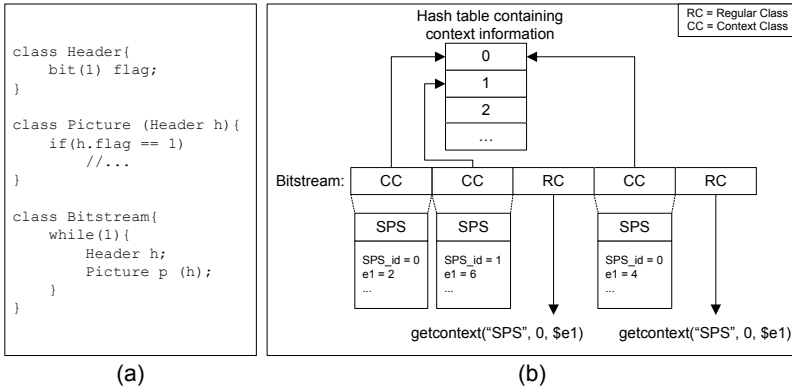 class Header{
bit(1) flag;
}
class Picture (Header h){
if(h.flag == 1)
//...
}
class Bitstream{
while(1){
Header h;
Picture p (h);
}
}
(a)
Hash table containing
context information
RC = Regular Class
CC = Context Class
0
1
2
...
Bitstream: CC CC RC CC RC
SPS SPS SPS
SPS_id = 0 SPS_id = 1 SPS_id = 0
e1 = 2 e1 = 6 e1 = 4
... ... ...
getcontext(“SPS”, 0, $e1) getcontext(“SPS”, 0, $e1)
(b)